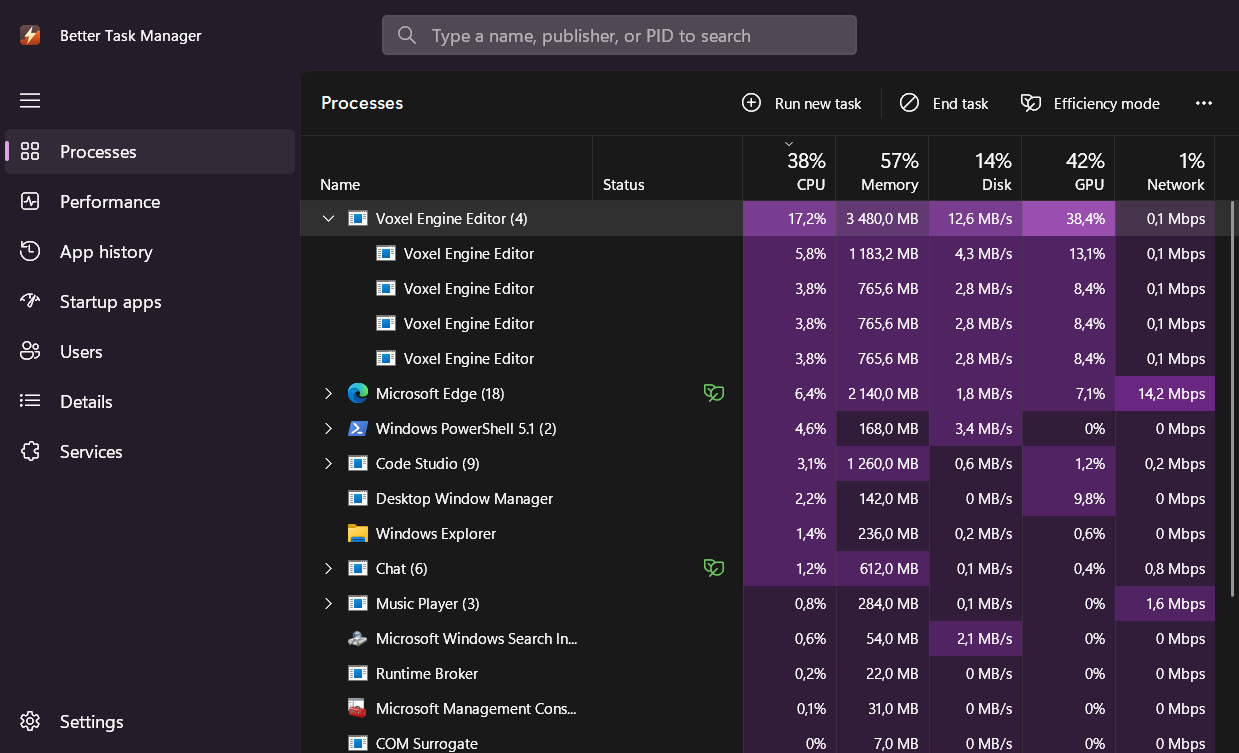 Better Task Manager
Type a name, publisher, or PID to search
Processes
Run new task
End task
Efficiency mode
Processes
Performance
App history
Startup apps
Users
Details
Services
Settings
38% 57% 14% 42% 1%
Name Status CPU Memory Disk GPU Network
Voxel Engine Editor (4) 17,2% 3 480,0 MB 12,6 MB/s 38,4% 0,1 Mbps
Voxel Engine Editor 5,8% 1 183,2 MB 4,3 MB/s 13,1% 0,1 Mbps
Voxel Engine Editor 3,8% 765,6 MB 2,8 MB/s 8,4% 0,1 Mbps
Voxel Engine Editor 3,8% 765,6 MB 2,8 MB/s 8,4% 0,1 Mbps
Voxel Engine Editor 3,8% 765,6 MB 2,8 MB/s 8,4% 0,1 Mbps
Microsoft Edge (18) 6,4% 2 140,0 MB 1,8 MB/s 7,1% 14,2 Mbps
Windows PowerShell 5.1 (2) 4,6% 168,0 MB 3,4 MB/s 0% 0 Mbps
Code Studio (9) 3,1% 1 260,0 MB 0,6 MB/s 1,2% 0,2 Mbps
Desktop Window Manager 2,2% 142,0 MB 0 MB/s 9,8% 0 Mbps
Windows Explorer 1,4% 236,0 MB 0,2 MB/s 0,6% 0 Mbps
Chat (6) 1,2% 612,0 MB 0,1 MB/s 0,4% 0,8 Mbps
Music Player (3) 0,8% 284,0 MB 0,1 MB/s 0% 1,6 Mbps
Microsoft Windows Search In... 0,6% 54,0 MB 2,1 MB/s 0% 0 Mbps
Runtime Broker 0,2% 22,0 MB 0 MB/s 0% 0 Mbps
Microsoft Management Cons... 0,1% 31,0 MB 0 MB/s 0% 0 Mbps
COM Surrogate 0% 7,0 MB 0 MB/s 0% 0 Mbps